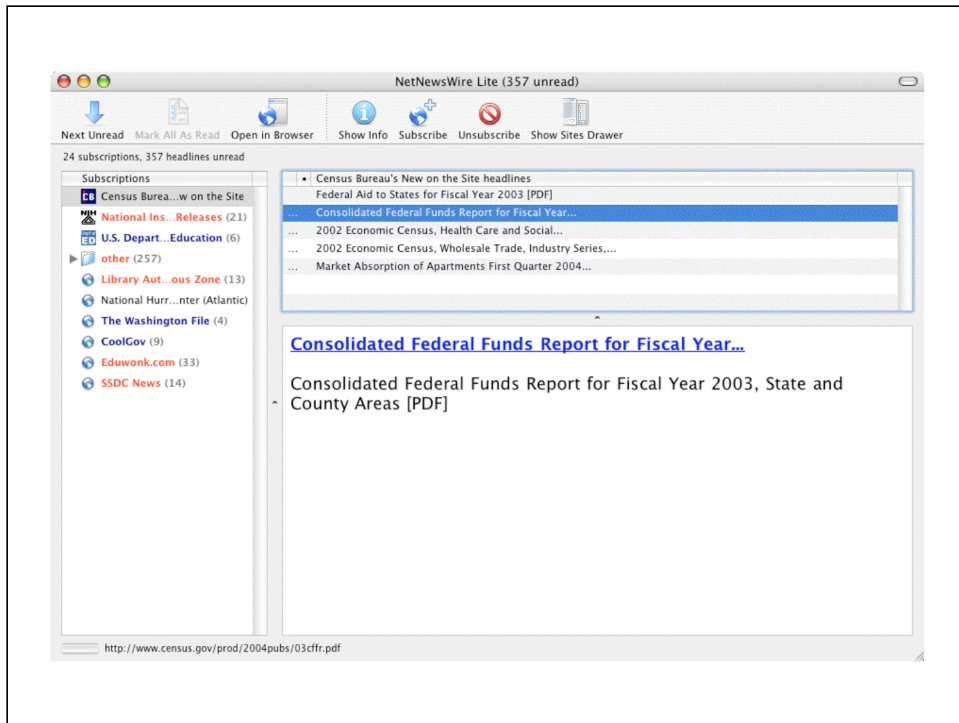 NetNewsWire Lite (357 unread)
Next Unread Mark All As Read Open in Browser Show Info Subscribe Unsubscribe Show Sites Drawer
24 subscriptions, 357 headlines unread
Subscriptions
CB Census Burea...w on the Site
NIH National Ins...Releases (21)
ED U.S. Depart...Education (6)
other (257)
Library Aut...ous Zone (13)
National Hurr...nter (Atlantic)
The Washington File (4)
CoolGov (9)
Eduwonk.com (33)
SSDC News (14)
• Census Bureau's New on the Site headlines
Federal Aid to States for Fiscal Year 2003 [PDF]
... Consolidated Federal Funds Report for Fiscal Year...
... 2002 Economic Census, Health Care and Social...
... 2002 Economic Census, Wholesale Trade, Industry Series,...
... Market Absorption of Apartments First Quarter 2004...
Consolidated Federal Funds Report for Fiscal Year...
Consolidated Federal Funds Report for Fiscal Year 2003, State and
County Areas [PDF]
http://www.census.gov/prod/2004pubs/03cffr.pdf